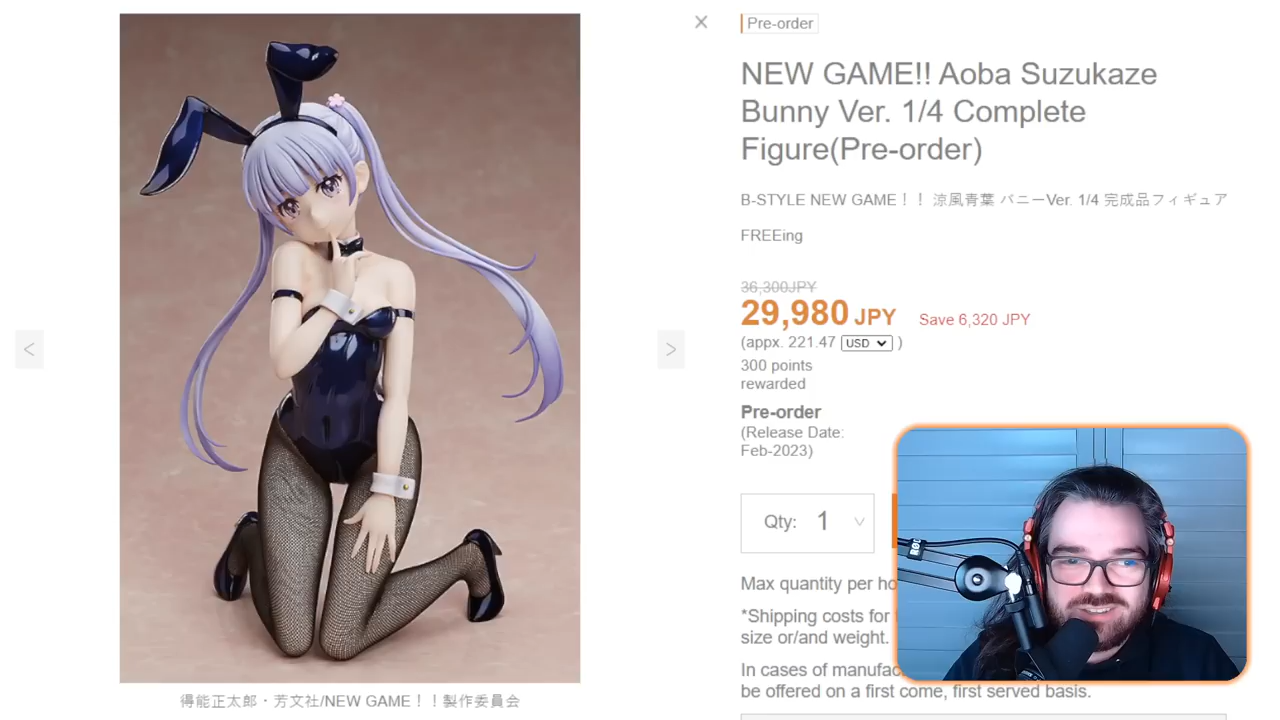 Pre-order
NEW GAME!! Aoba Suzukaze
Bunny Ver. 1/4 Complete
Figure(Pre-order)
B-STYLE NEW GAME！！ 涼風青葉 バニーVer. 1/4 完成品フィギュア
FREEing
36,300JPY
29,980 JPY Save 6,320 JPY
(appx. 221.47 USD )
300 points
rewarded
Pre-order
(Release Date:
Feb-2023)
Qty: 1
Max quantity per ho
*Shipping costs for
size or/and weight.
In cases of manufac
be offered on a first come, first served basis.
得能正太郎・芳文社/NEW GAME！！製作委員会